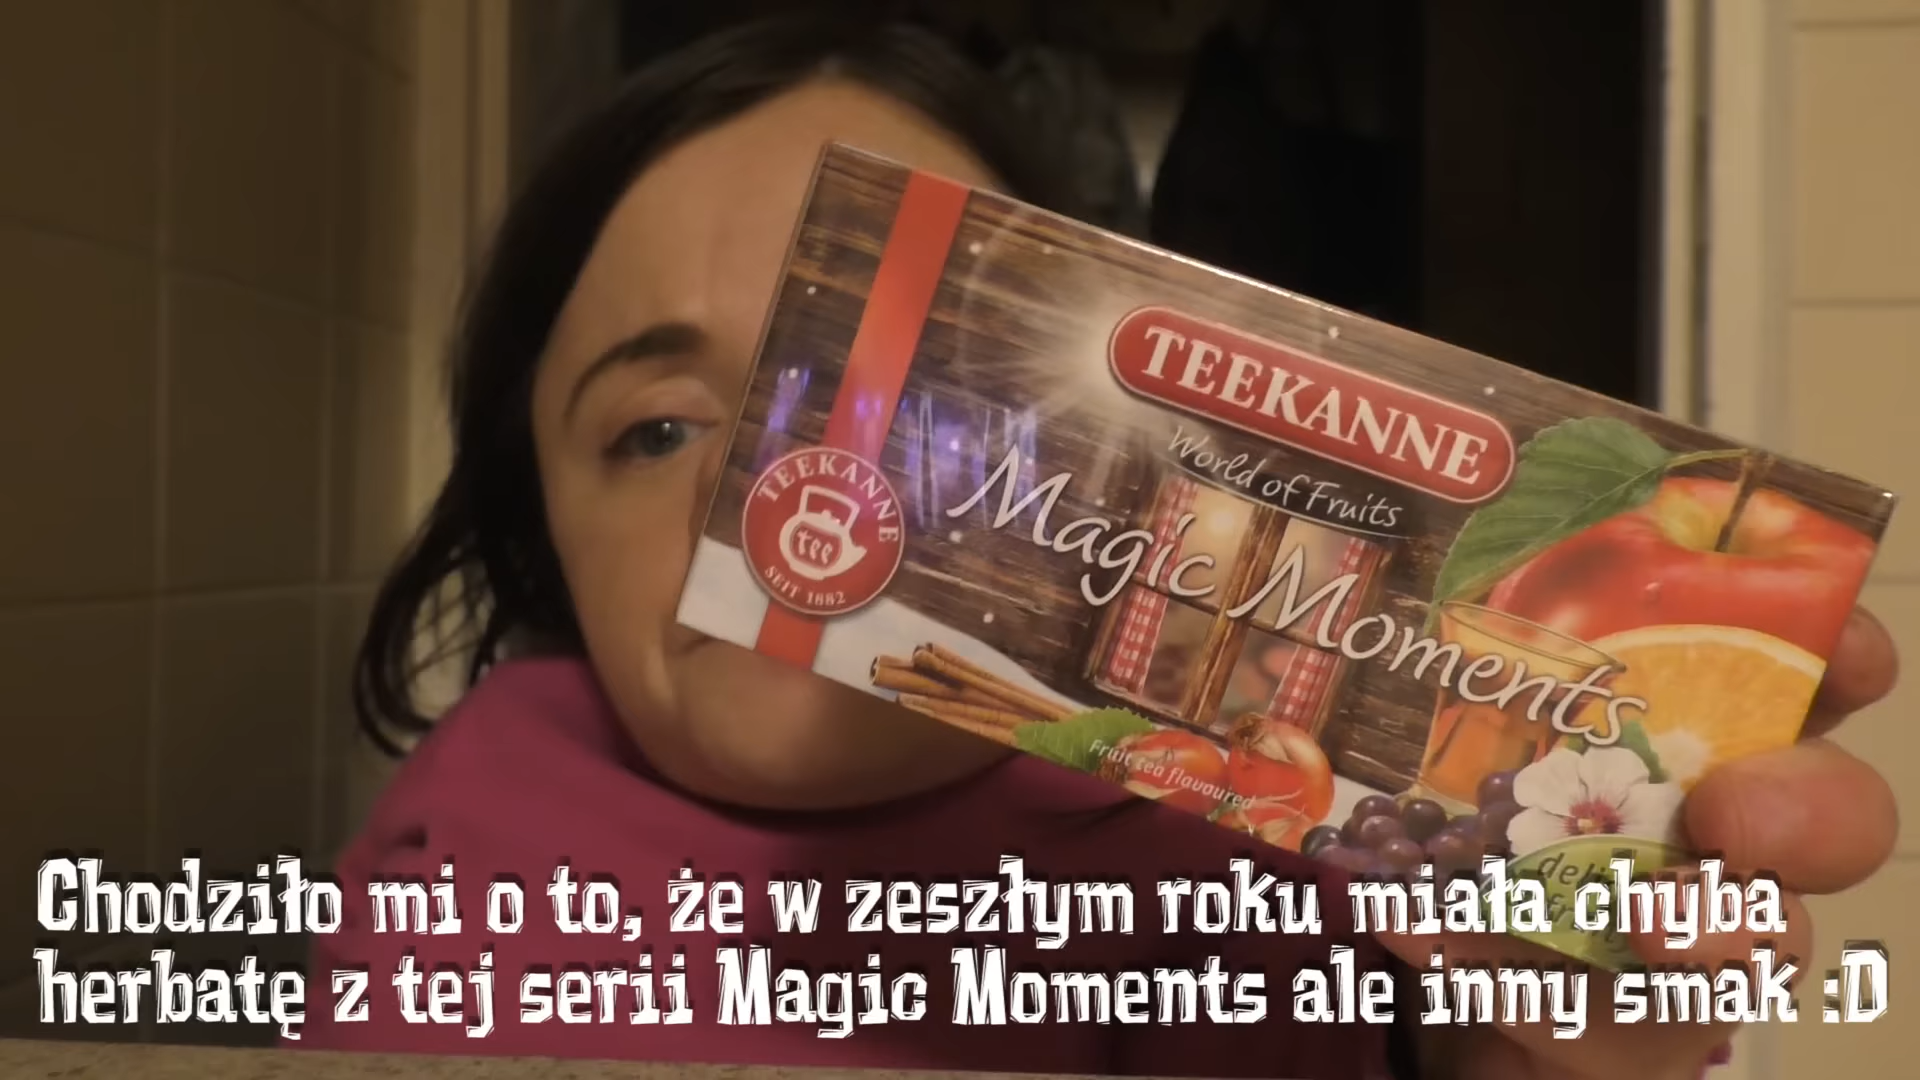 TEEKANNE
World of Fruits
Magic Moments
TEEKANNE
tee
SEIT 1882
Fruit tea flavoured
Chodziło mi o to, że w zeszłym roku miała chyba
herbatę z tej serii Magic Moments ale inny smak :D